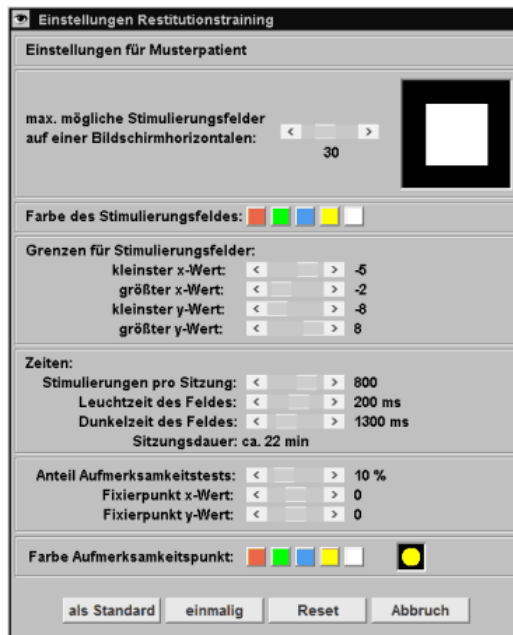 Einstellungen Restitutionstraining
Einstellungen für Musterpatient
max. mögliche Stimulierungsfelder
auf einer Bildschirmhorizontalen:
30
Farbe des Stimulierungsfeldes:
Grenzen für Stimulierungsfelder:
kleinster x-Wert: -5
größter x-Wert: -2
kleinster y-Wert: -8
größter y-Wert: 8
Zeiten:
Stimulierungen pro Sitzung: 800
Leuchtzeit des Feldes: 200 ms
Dunkelzeit des Feldes: 1300 ms
Sitzungsdauer: ca. 22 min
Anteil Aufmerksamkeitstests: 10 %
Fixierpunkt x-Wert: 0
Fixierpunkt y-Wert: 0
Farbe Aufmerksamkeitspunkt:
als Standard einmalig Reset Abbruch